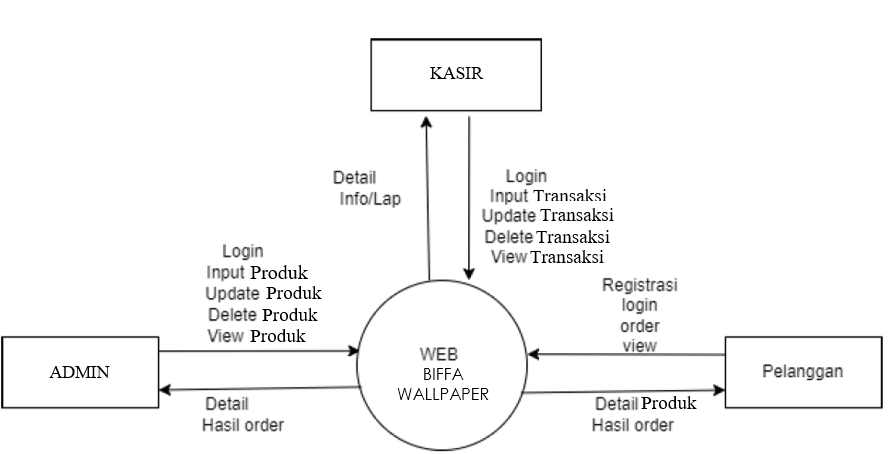 KASIR
Detail
Info/Lap
Login
Input Transaksi
Update Transaksi
Delete Transaksi
View Transaksi
Login
Input Produk
Update Produk
Delete Produk
View Produk
Registrasi
login
order
view
ADMIN
WEB
BIFFA
WALLPAPER
Pelanggan
Detail
Hasil order
Detail Produk
Hasil order